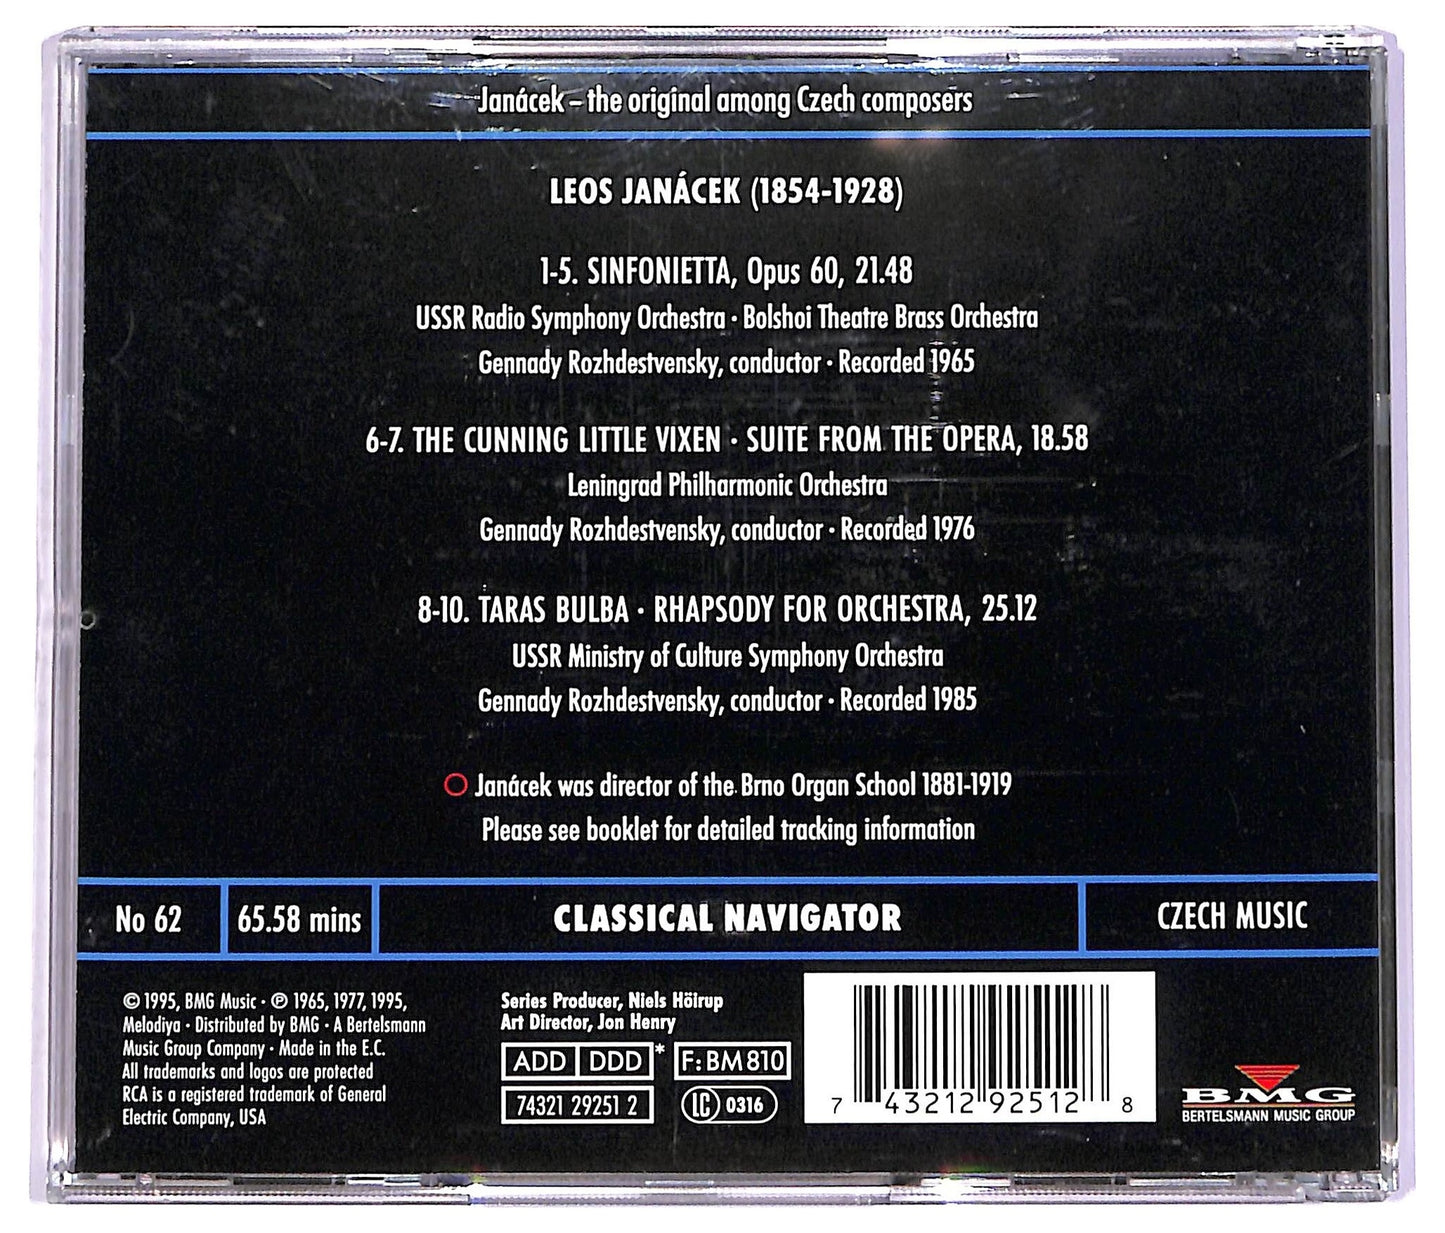 Janácek – the original among Czech composers
LEOS JANÁCEK (1854-1928)
1-5. SINFONIETTA, Opus 60, 21.48
USSR Radio Symphony Orchestra · Bolshoi Theatre Brass Orchestra
Gennady Rozhdestvensky, conductor · Recorded 1965
6-7. THE CUNNING LITTLE VIXEN · SUITE FROM THE OPERA, 18.58
Leningrad Philharmonic Orchestra
Gennady Rozhdestvensky, conductor · Recorded 1976
8-10. TARAS BULBA · RHAPSODY FOR ORCHESTRA, 25.12
USSR Ministry of Culture Symphony Orchestra
Gennady Rozhdestvensky, conductor · Recorded 1985
Janácek was director of the Brno Organ School 1881-1919
Please see booklet for detailed tracking information
No 62 65.58 mins CLASSICAL NAVIGATOR CZECH MUSIC
© 1995, BMG Music · ℗ 1965, 1977, 1995,
Melodiya · Distributed by BMG · A Bertelsmann
Music Group Company · Made in the E.C.
All trademarks and logos are protected
RCA is a registered trademark of General
Electric Company, USA
Series Producer, Niels Höirup
Art Director, Jon Henry
ADD DDD * F: BM 810
74321 29251 2 LC 0316
7 43212 92512 8
BMG
BERTELSMANN MUSIC GROUP